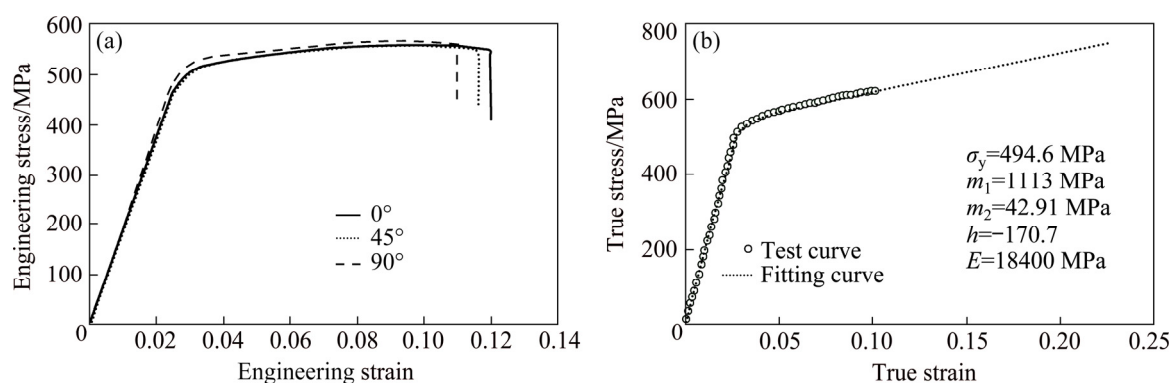 600
500
400
300
200
100
0
Engineering stress/MPa
(a)
0°
45°
90°
0.02 0.04 0.06 0.08 0.10 0.12 0.14
Engineering strain
800
600
400
200
0
True stress/MPa
(b)
σy=494.6 MPa
m1=1113 MPa
m2=42.91 MPa
h=−170.7
E=18400 MPa
Test curve
Fitting curve
0.05 0.10 0.15 0.20 0.25
True strain